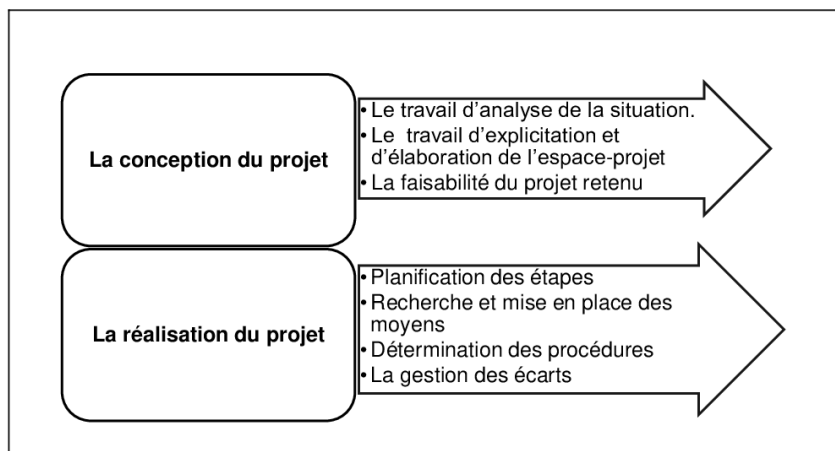 La conception du projet
• Le travail d'analyse de la situation.
• Le travail d'explicitation et
d'élaboration de l'espace-projet
• La faisabilité du projet retenu
La réalisation du projet
• Planification des étapes
• Recherche et mise en place des
moyens
• Détermination des procédures
• La gestion des écarts